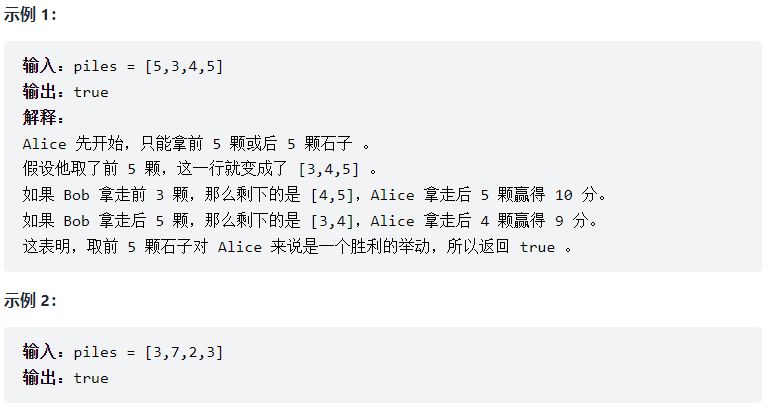 示例 1：
输入：piles = [5,3,4,5]
输出：true
解释：
Alice 先开始，只能拿前 5 颗或后 5 颗石子 。
假设他取了前 5 颗，这一行就变成了 [3,4,5] 。
如果 Bob 拿走前 3 颗，那么剩下的是 [4,5]，Alice 拿走后 5 颗赢得 10 分。
如果 Bob 拿走后 5 颗，那么剩下的是 [3,4]，Alice 拿走后 4 颗赢得 9 分。
这表明，取前 5 颗石子对 Alice 来说是一个胜利的举动，所以返回 true 。
示例 2：
输入：piles = [3,7,2,3]
输出：true